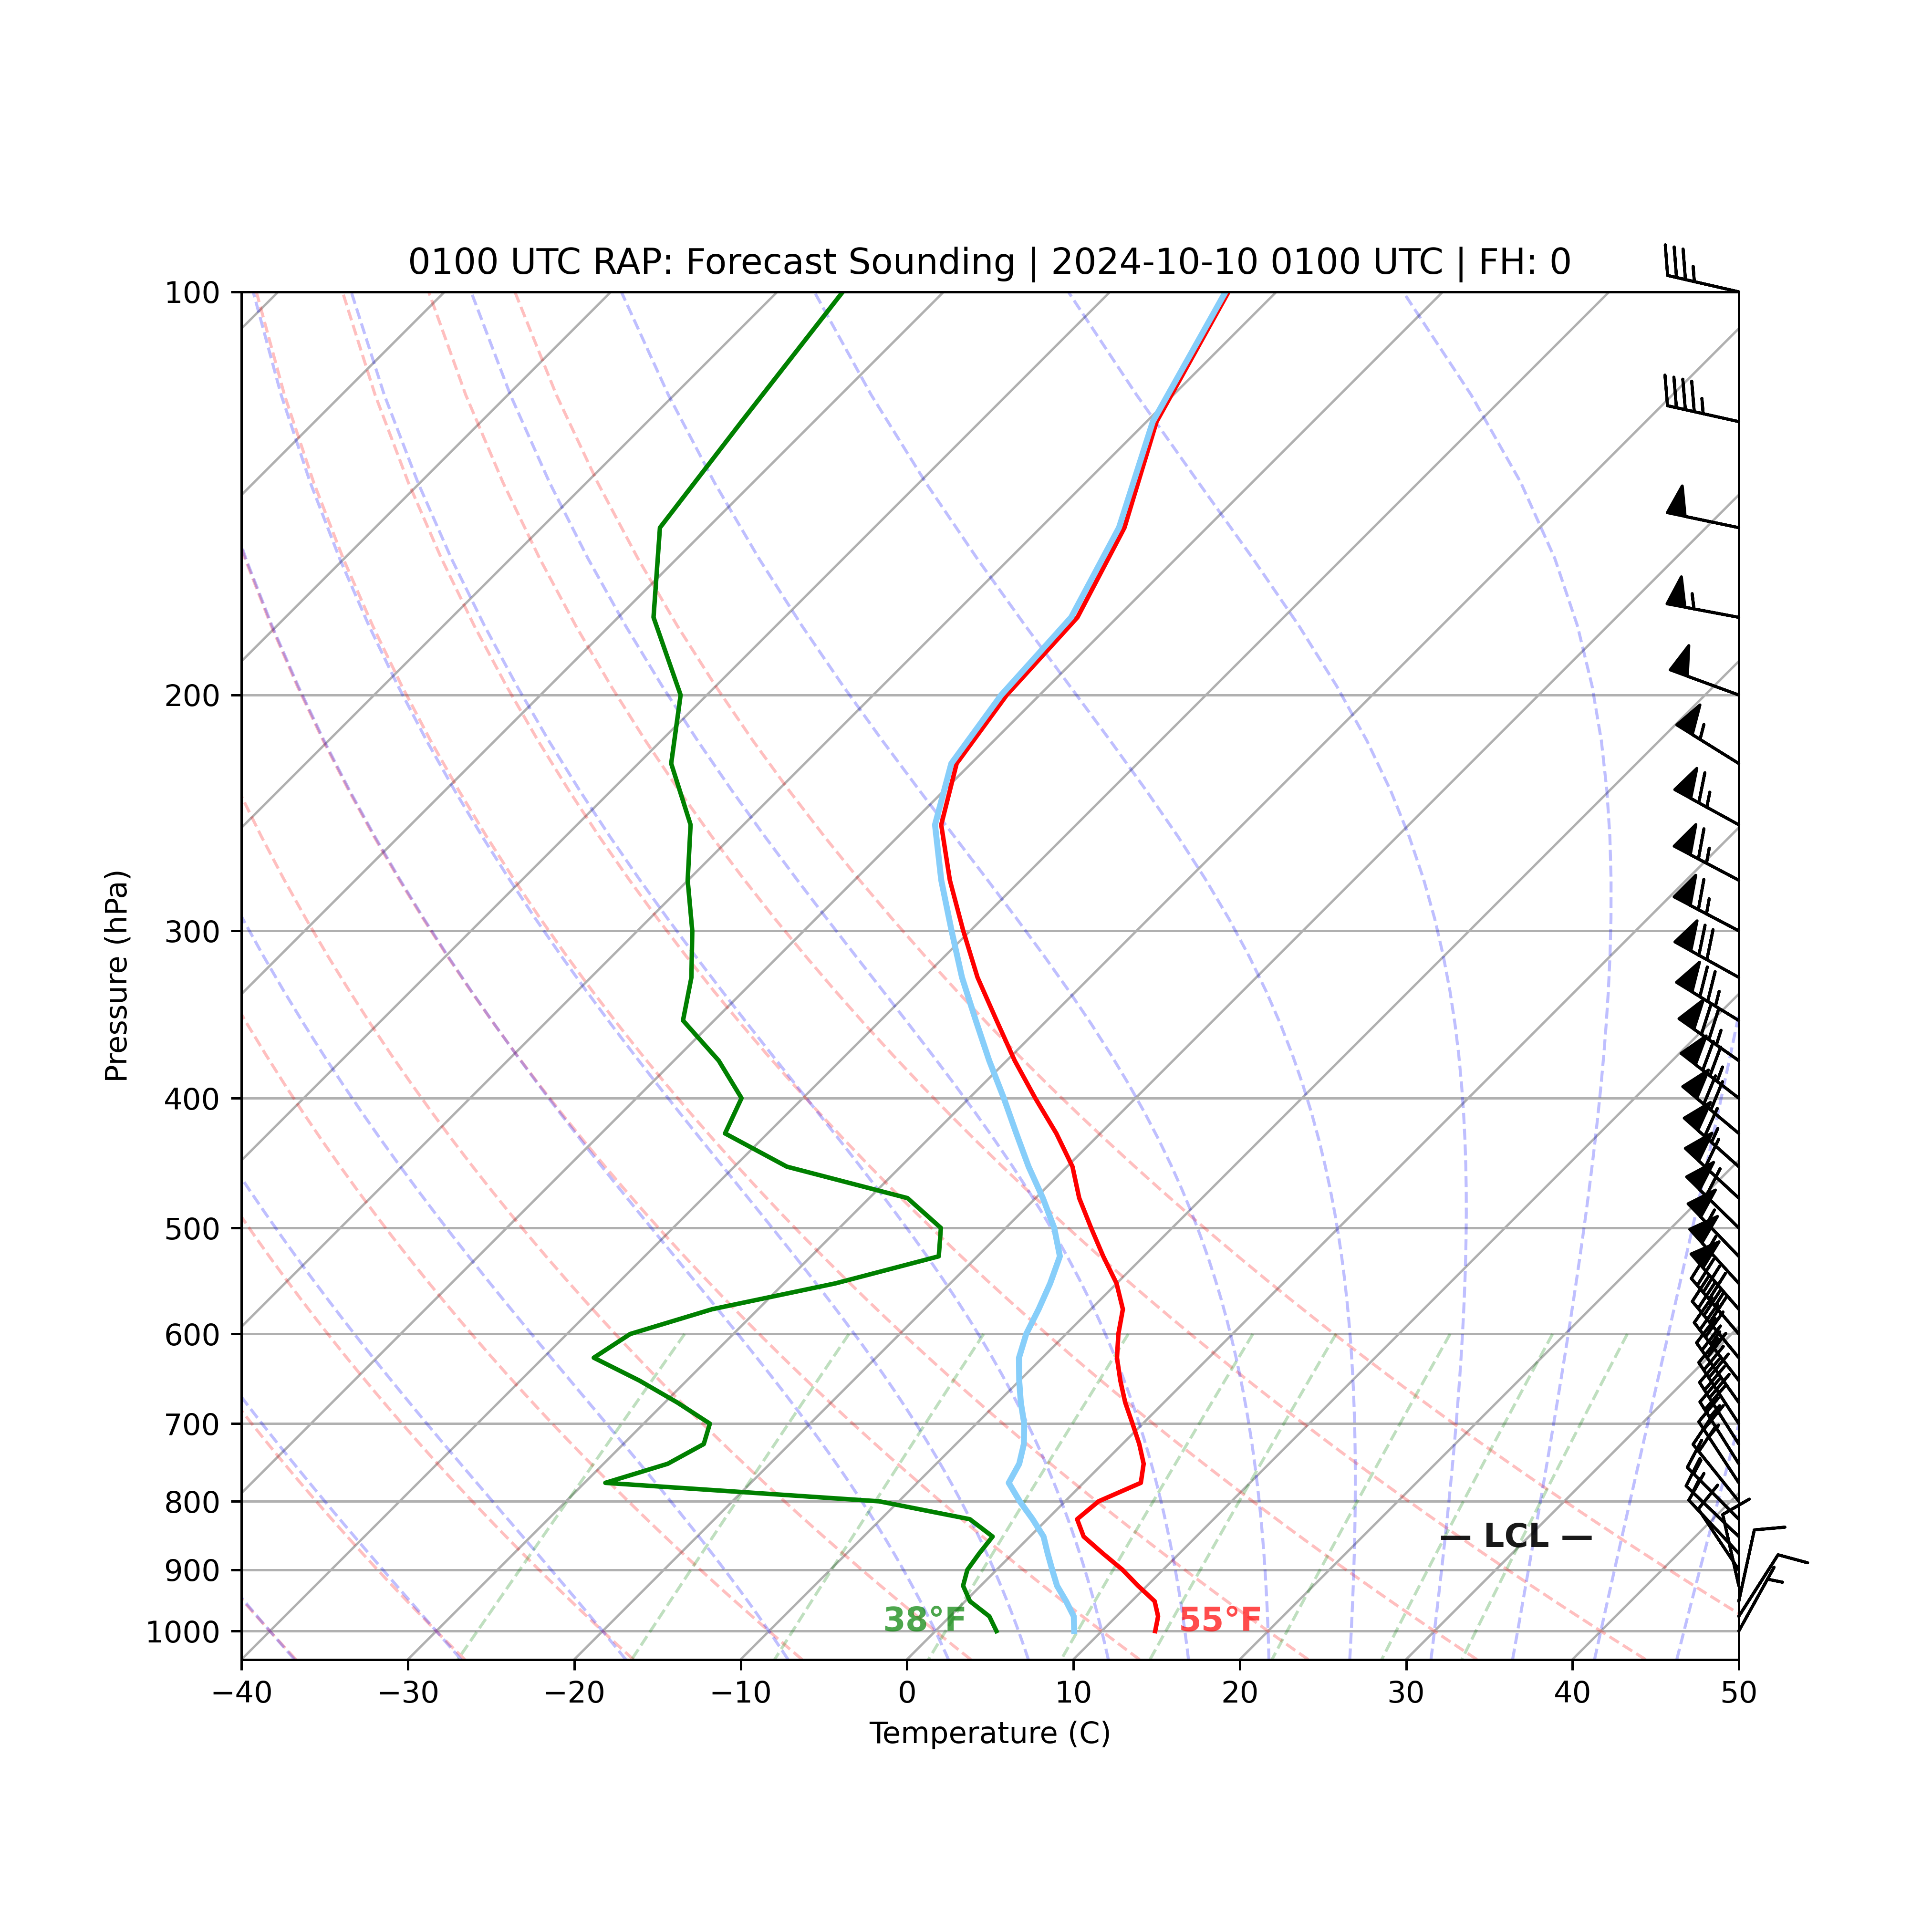 0100 UTC RAP: Forecast Sounding | 2024-10-10 0100 UTC | FH: 0
100
200
300
400
500
600
700
800
900
1000
Pressure (hPa)
— LCL —
38°F
55°F
−40 −30 −20 −10 0 10 20 30 40 50
Temperature (C)